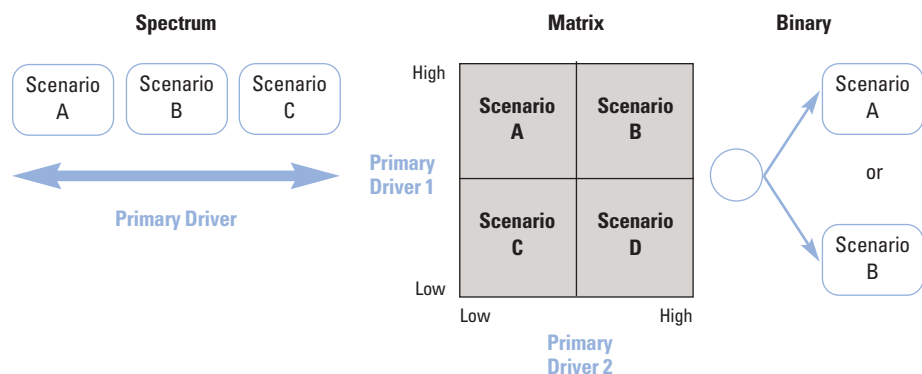 Spectrum
Scenario
A
Scenario
B
Scenario
C
Primary Driver
Matrix
High
Primary
Driver 1
Low
Scenario
A
Scenario
B
Scenario
C
Scenario
D
Low
High
Primary
Driver 2
Binary
Scenario
A
or
Scenario
B